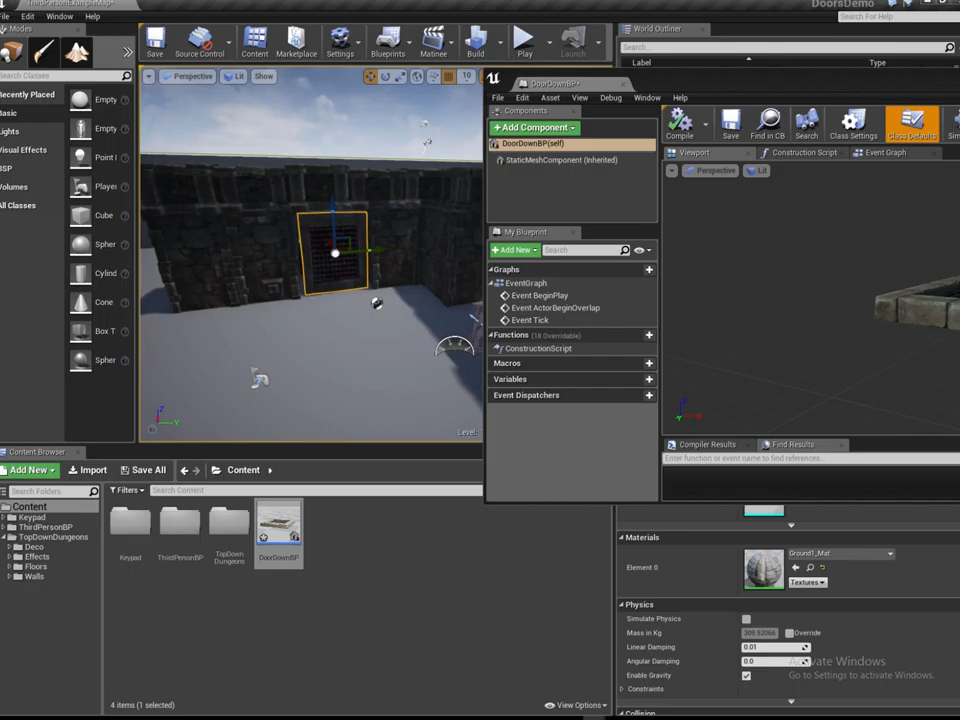 ThirdPersonExampleMap*
DoorsDemo
File Edit Window Help
Search For Help
Modes
World Outliner
Save Source Control Content Marketplace Settings Blueprints Matinee Build Play Launch
Search...
Label Type
Search Classes
Perspective Lit Show 10
Recently Placed
Basic
Lights
Visual Effects
BSP
Volumes
All Classes
Empty
Empty
Point
Player
Cube
Spher
Cylind
Cone
Box T
Spher
Level:
DoorDownBP*
File Edit Asset View Debug Window Help
Components
+Add Component
Compile Save Find in CB Search Class Settings Class Defaults
DoorDownBP(self)
StaticMeshComponent (Inherited)
Viewport Construction Script Event Graph
Perspective Lit
My Blueprint
+Add New Search
Graphs
EventGraph
Event BeginPlay
Event ActorBeginOverlap
Event Tick
Functions (18 Overridable)
ConstructionScript
Macros
Variables
Event Dispatchers
Compiler Results Find Results
Enter function or event name to find references...
Content Browser
Add New Import Save All Content
Search Folders
Filters Search Content
Content
Keypad
ThirdPersonBP
TopDownDungeons
Deco
Effects
Floors
Walls
Keypad ThirdPersonBP TopDown Dungeons DoorDownBP
4 items (1 selected)
View Options
Materials
Element 0
Ground1_Mat
Textures
Physics
Simulate Physics
Mass in Kg 309.52066 Override
Linear Damping 0.01
Angular Damping 0.0
Enable Gravity
Constraints
Collision
Activate Windows
Go to Settings to activate Windows.